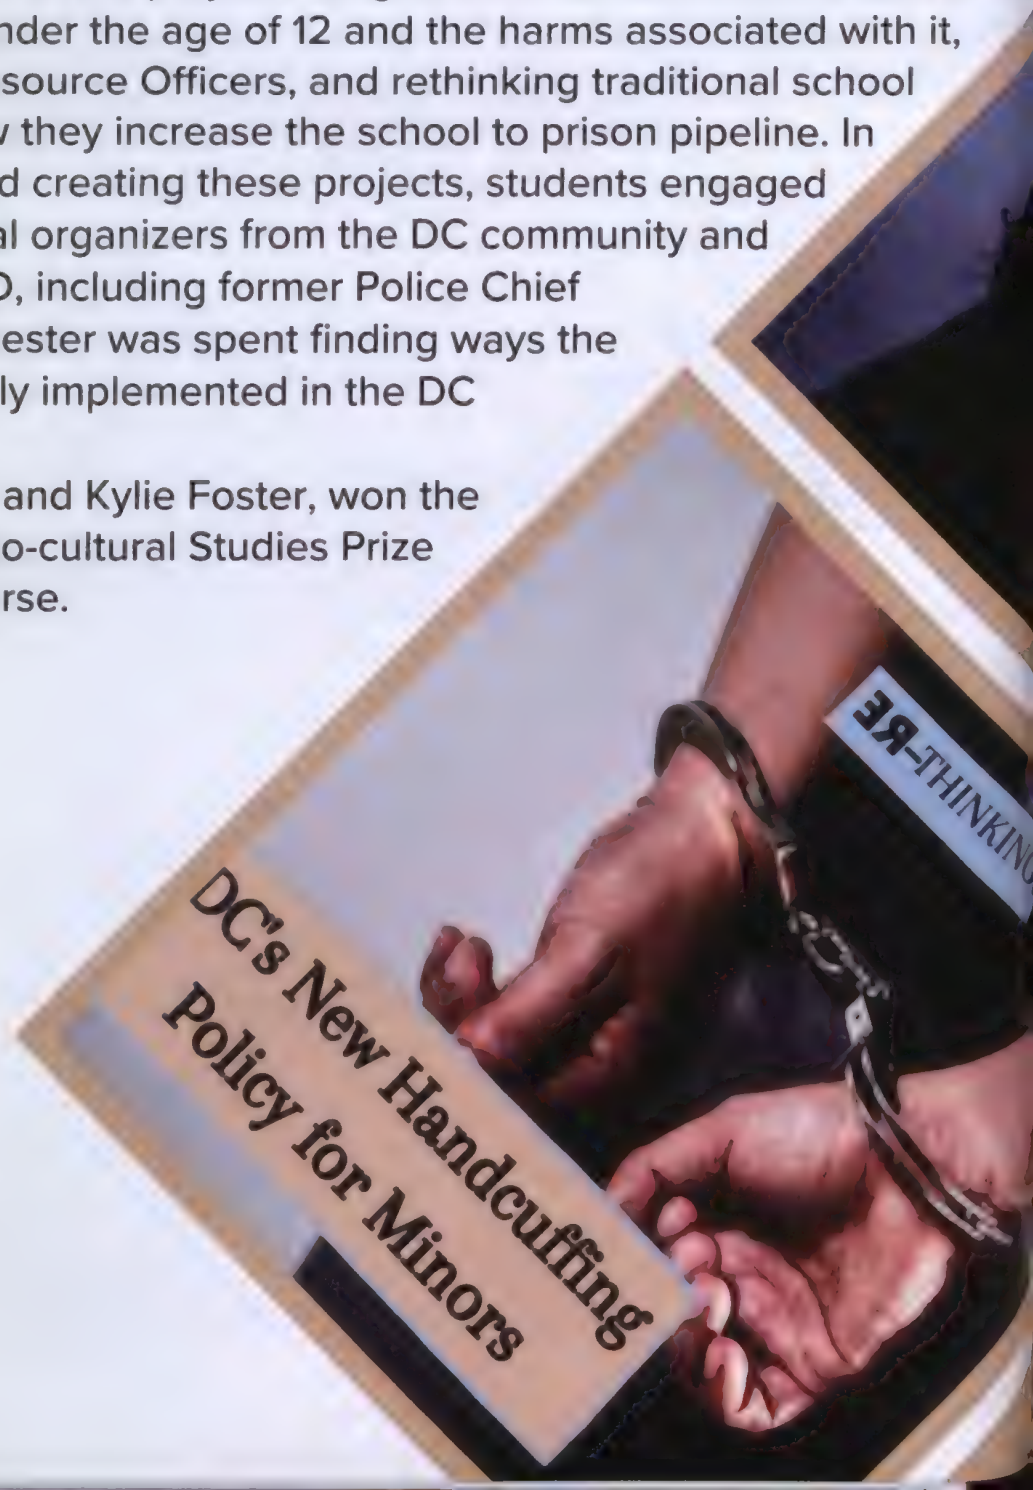 nder the age of 12 and the harms associated with it,
source Officers, and rethinking traditional school
they increase the school to prison pipeline. In
d creating these projects, students engaged
al organizers from the DC community and
, including former Police Chief
ester was spent finding ways the
ly implemented in the DC
and Kylie Foster, won the
o-cultural Studies Prize
rse.
RE-THINKING
DC's New Handcuffing
Policy for Minors